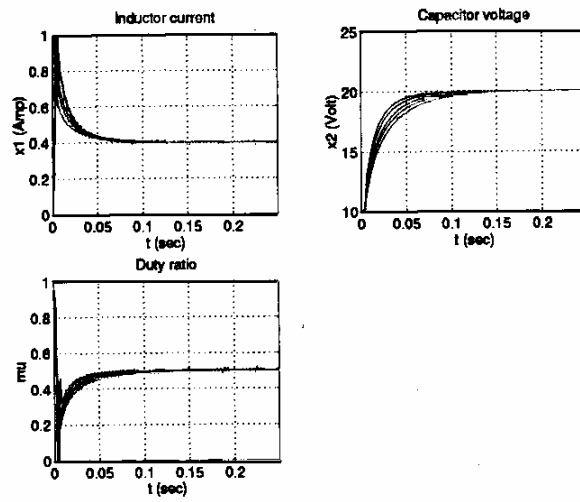 Inductor current
1
0.8
0.6
0.4
0.2
0
x1 (Amp)
0 0.05 0.1 0.15 0.2
t (sec)
Capacitor voltage
25
20
15
10
x2 (Volt)
0 0.05 0.1 0.15 0.2
t (sec)
Duty ratio
1
0.8
0.6
0.4
0.2
0
mu
0 0.05 0.1 0.15 0.2
t (sec)